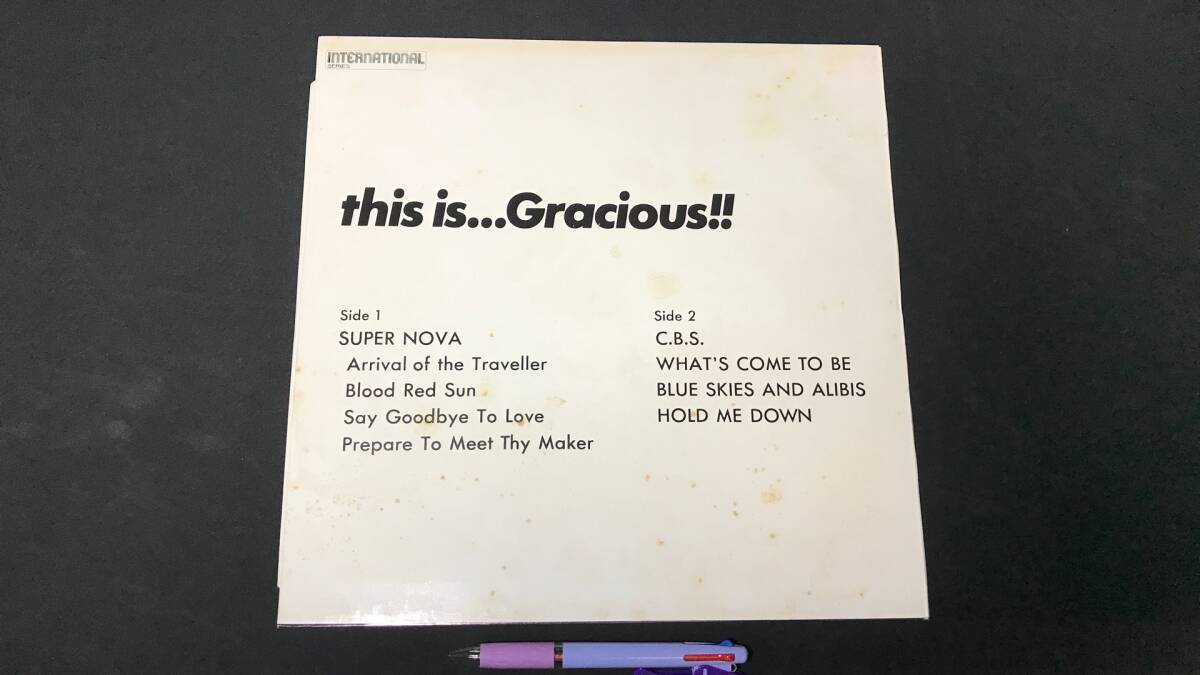 INTERNATIONAL
SERIES
this is...Gracious!!
Side 1
SUPER NOVA
Arrival of the Traveller
Blood Red Sun
Say Goodbye To Love
Prepare To Meet Thy Maker
Side 2
C.B.S.
WHAT'S COME TO BE
BLUE SKIES AND ALIBIS
HOLD ME DOWN